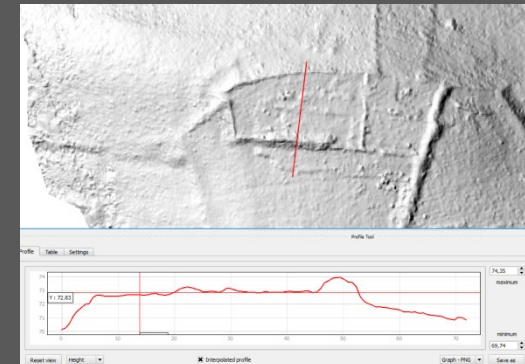 Profile Tool
Profile Table Settings
74,35
maximum
74
73
Y : 72.83
72
71
70
0 10 20 30 40 50 60 70
minimum
69,74
Reset view Height Interpolated profile Graph - PNG Save as